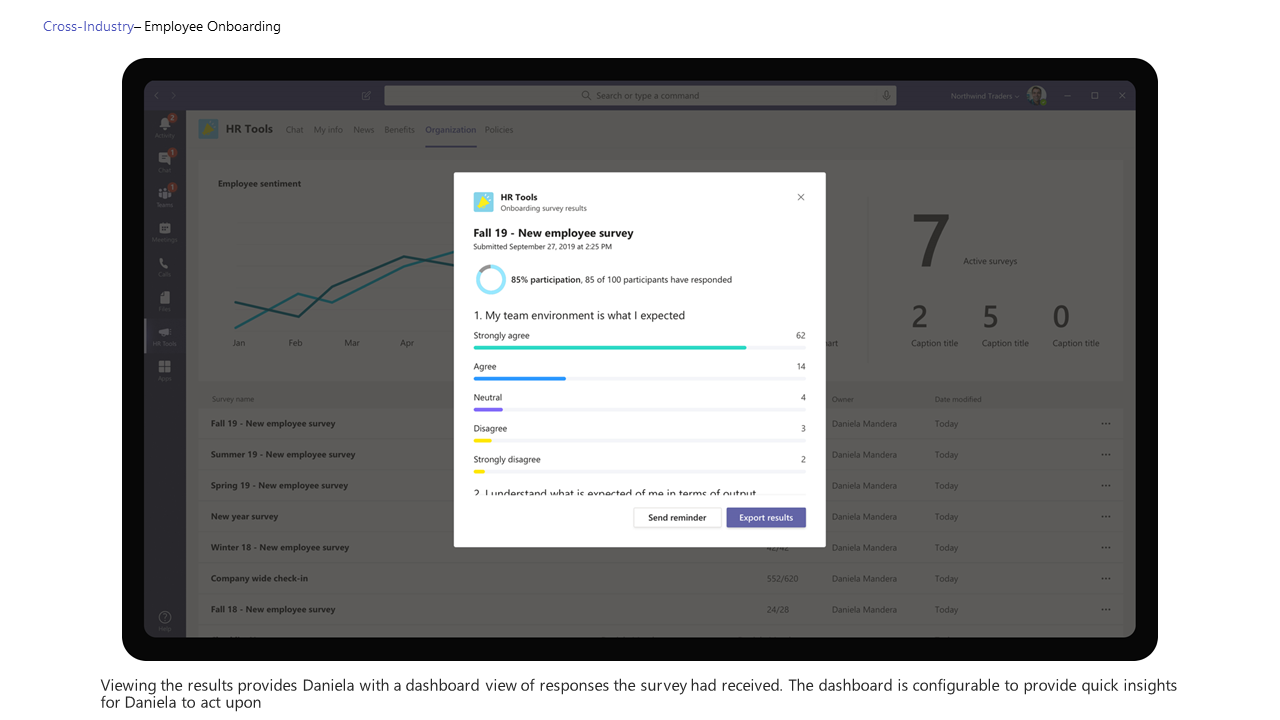 Cross-Industry– Employee Onboarding
Search or type a command
Northwind Traders
2
Activity
HR Tools
Chat
My info
News
Benefits
Organization
Policies
1
Chat
1
Teams
Meetings
Calls
Files
HR Tools
Apps
Help
Employee sentiment
Jan
Feb
Mar
Apr
7
Active surveys
2
5
0
Caption title
Caption title
Caption title
HR Tools
Onboarding survey results
Fall 19 - New employee survey
Submitted September 27, 2019 at 2:25 PM
85% participation, 85 of 100 participants have responded
1. My team environment is what I expected
Strongly agree 62
Agree 14
Neutral 4
Disagree 3
Strongly disagree 2
2. I understand what is expected of me in terms of output
Send reminder
Export results
Survey name
Owner
Date modified
Fall 19 - New employee survey
Daniela Mandera
Today
Summer 19 - New employee survey
Daniela Mandera
Today
Spring 19 - New employee survey
Daniela Mandera
Today
New year survey
Daniela Mandera
Today
Winter 18 - New employee survey
42/42
Daniela Mandera
Today
Company wide check-in
552/620
Daniela Mandera
Today
Fall 18 - New employee survey
24/28
Daniela Mandera
Today
Viewing the results provides Daniela with a dashboard view of responses the survey had received. The dashboard is configurable to provide quick insights
for Daniela to act upon